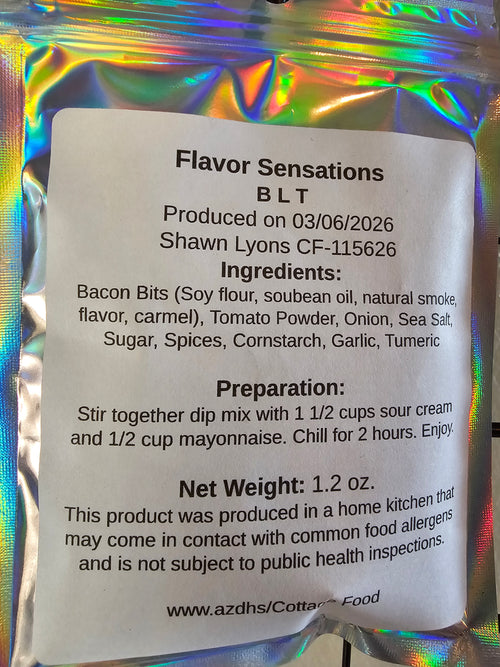 Flavor Sensations
B L T
Produced on 03/06/2026
Shawn Lyons CF-115626
Ingredients:
Bacon Bits (Soy flour, soubean oil, natural smoke,
flavor, carmel), Tomato Powder, Onion, Sea Salt,
Sugar, Spices, Cornstarch, Garlic, Tumeric
Preparation:
Stir together dip mix with 1 1/2 cups sour cream
and 1/2 cup mayonnaise. Chill for 2 hours. Enjoy.
Net Weight: 1.2 oz.
This product was produced in a home kitchen that
may come in contact with common food allergens
and is not subject to public health inspections.
www.azdhs/Cottage Food